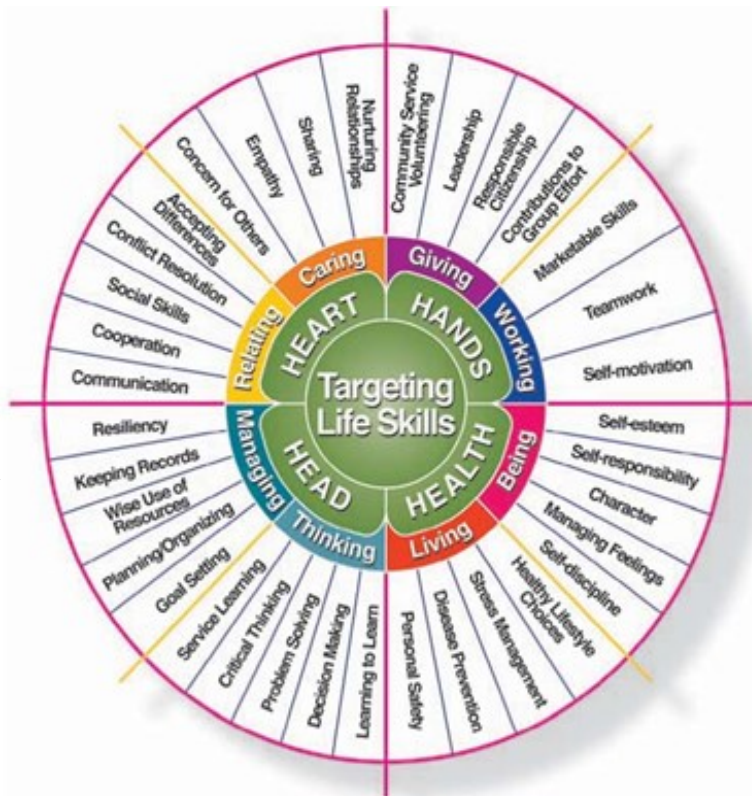 Targeting
Life Skills
HEART
HANDS
HEALTH
HEAD
Caring
Giving
Working
Being
Living
Thinking
Managing
Relating
Nurturing
Relationships
Sharing
Empathy
Concern for Others
Accepting
Differences
Conflict Resolution
Social Skills
Cooperation
Communication
Community Service
Volunteering
Leadership
Responsible
Citizenship
Contributions to
Group Effort
Marketable Skills
Teamwork
Self-motivation
Self-esteem
Self-responsibility
Character
Managing Feelings
Self-discipline
Healthy Lifestyle
Choices
Stress Management
Disease Prevention
Personal Safety
Learning to Learn
Decision Making
Problem Solving
Critical Thinking
Service Learning
Goal Setting
Planning/Organizing
Wise Use of
Resources
Keeping Records
Resiliency